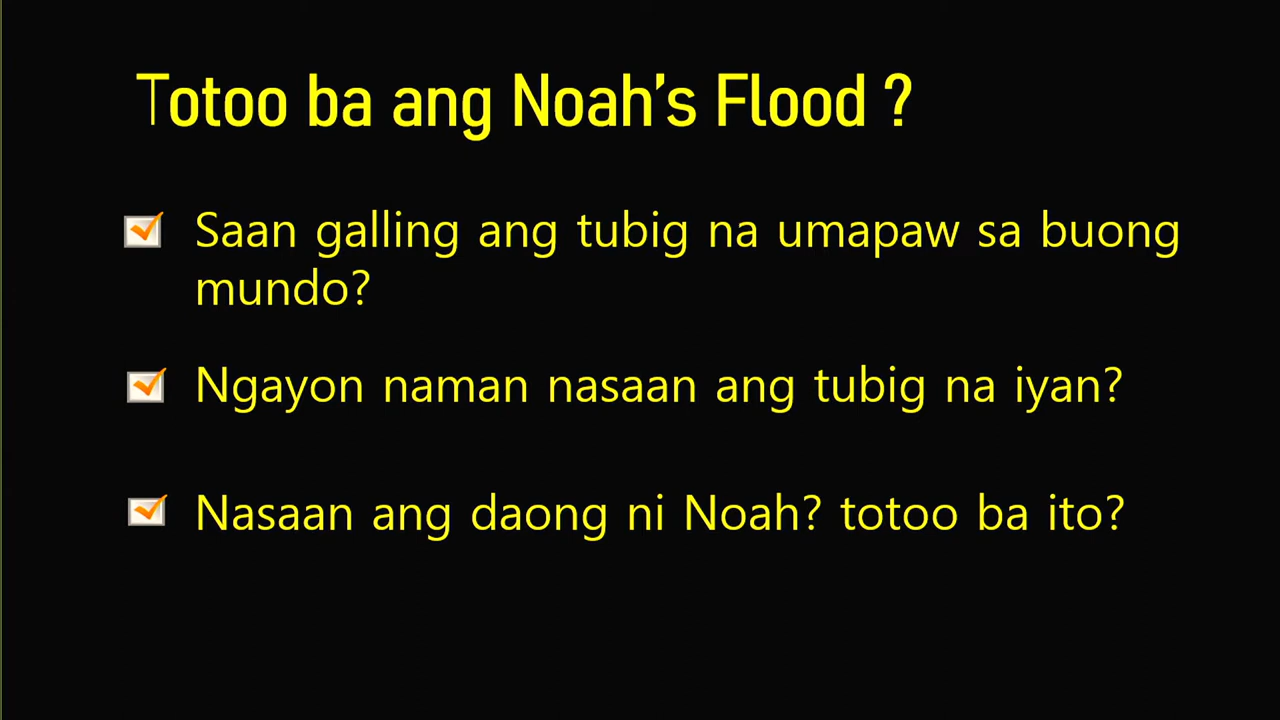 Totoo ba ang Noah's Flood ?
Saan galling ang tubig na umapaw sa buong
mundo?
Ngayon naman nasaan ang tubig na iyan?
Nasaan ang daong ni Noah? totoo ba ito?